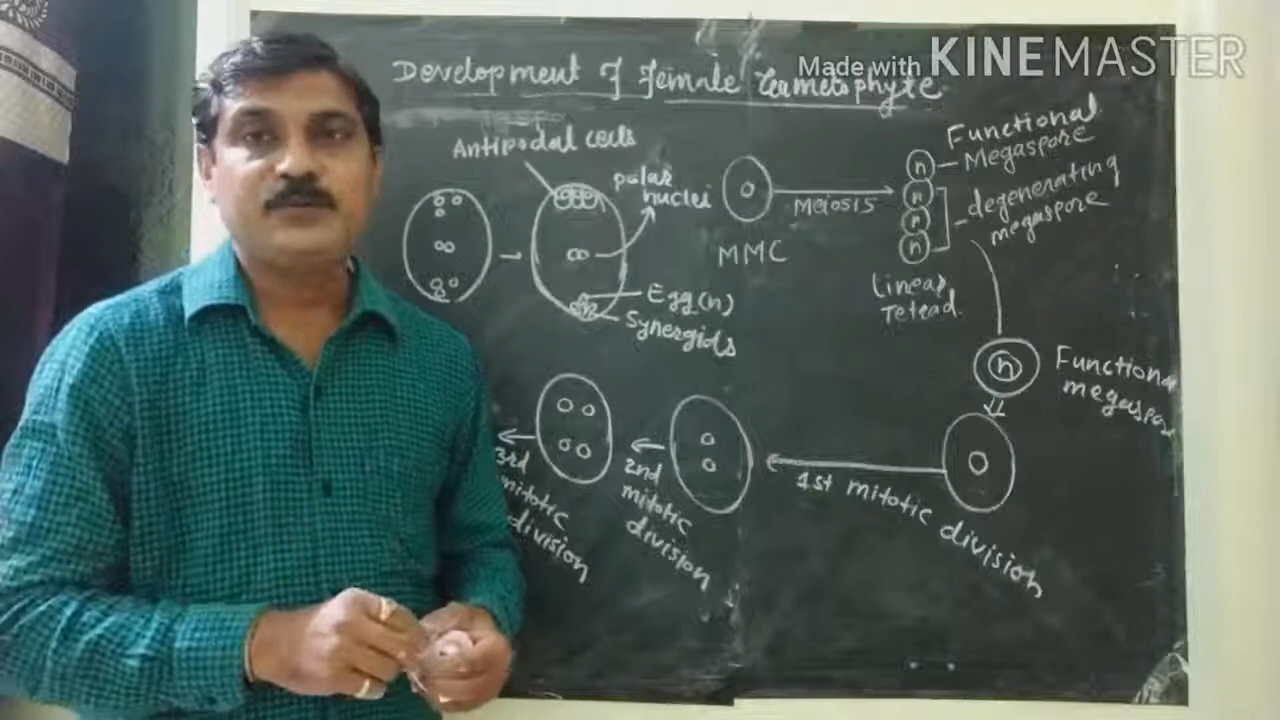 Development of Female Gametophyte
Made with KINEMASTER
Antipodal cells
polar
nuclei
Egg(n)
Synergids
MMC
Meiosis
n
n
n
n
Functional
Megaspore
degenerating
megaspore
Linear
Tetrad
n
Functional
megaspore
1st mitotic division
2nd
mitotic
division
3rd
mitotic
division